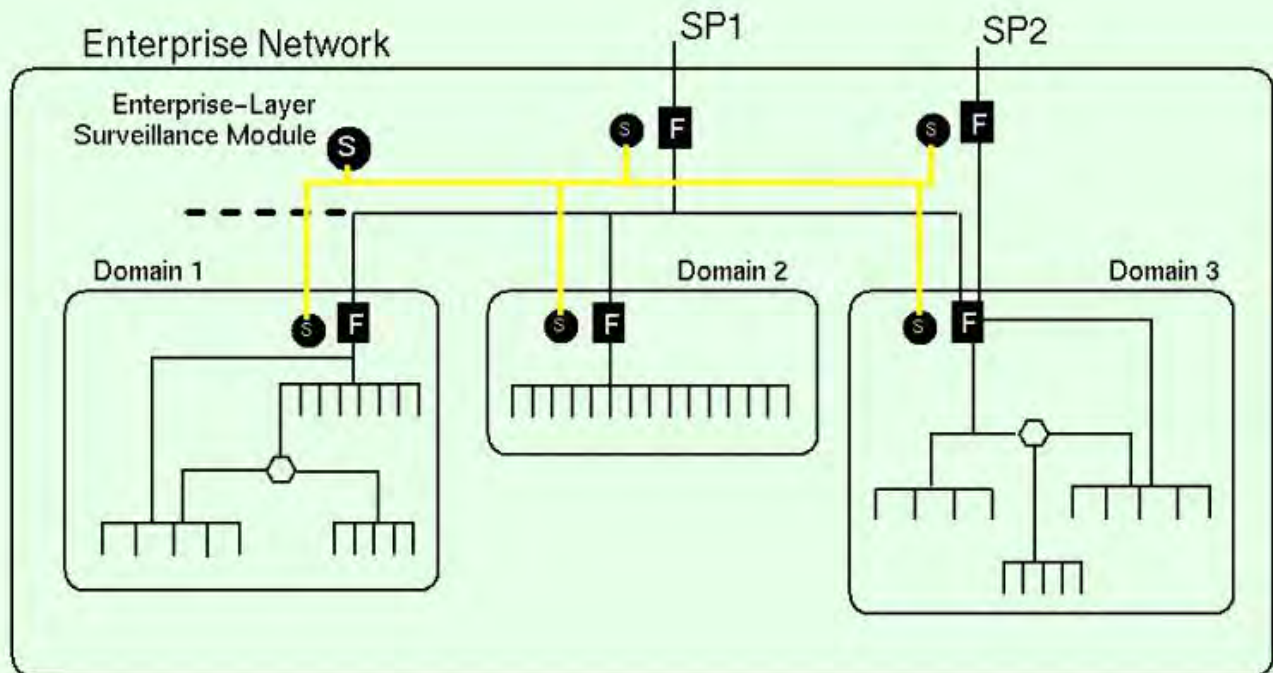 Enterprise Network
SP1
SP2
Enterprise-Layer
Surveillance Module
S
S
F
S
F
Domain 1
Domain 2
Domain 3
S
F
S
F
S
F